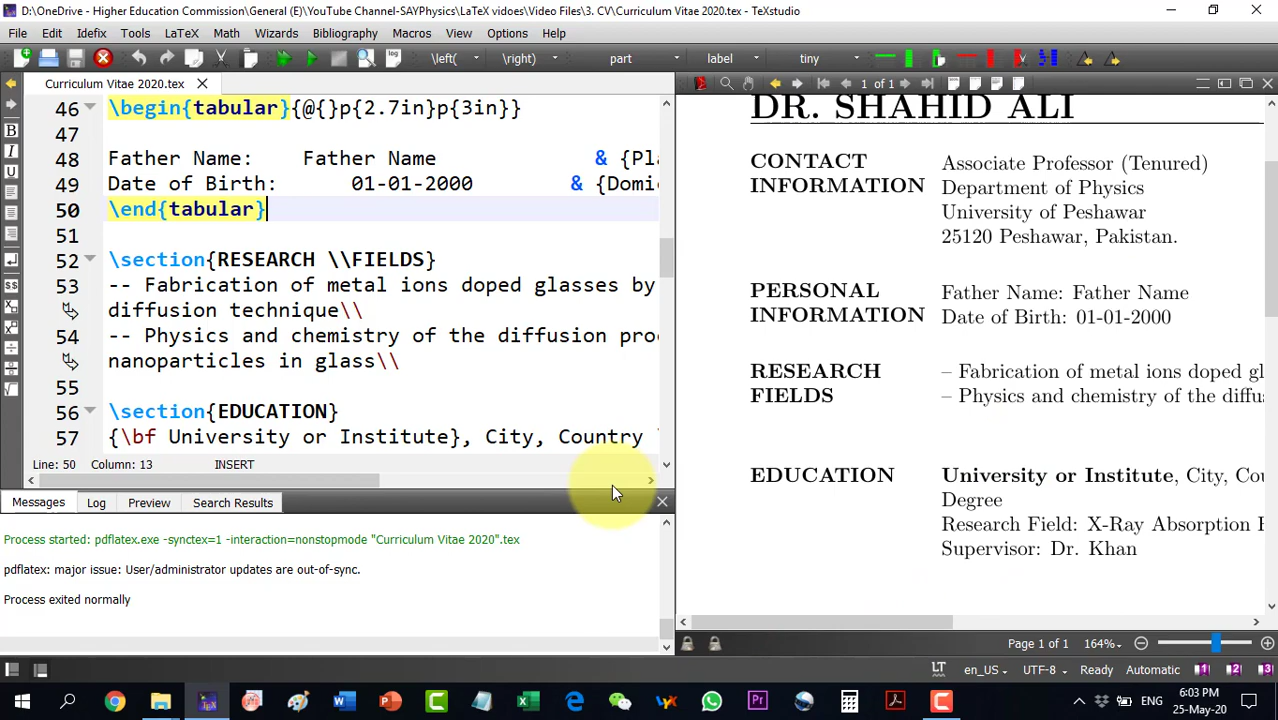 D:\OneDrive - Higher Education Commission\General (E)\YouTube Channel-SAYPhysics\LaTeX vidoes\Video Files\3. CV\Curriculum Vitae 2020.tex - TeXstudio
File Edit Idefix Tools LaTeX Math Wizards Bibliography Macros View Options Help
\left( \right) part label tiny
Curriculum Vitae 2020.tex
1 of 1
46 \begin{tabular}{@{}p{2.7in}p{3in}}
47
48 Father Name: Father Name & {Pla
49 Date of Birth: 01-01-2000 & {Domi
50 \end{tabular}
51
52 \section{RESEARCH \\FIELDS}
53 -- Fabrication of metal ions doped glasses by
diffusion technique\\
54 -- Physics and chemistry of the diffusion pro
nanoparticles in glass\\
55
56 \section{EDUCATION}
57 {\bf University or Institute}, City, Country
Line: 50 Column: 13 INSERT
Messages Log Preview Search Results
Process started: pdflatex.exe -synctex=1 -interaction=nonstopmode "Curriculum Vitae 2020".tex
pdflatex: major issue: User/administrator updates are out-of-sync.
Process exited normally
DR. SHAHID ALI
CONTACT INFORMATION
Associate Professor (Tenured)
Department of Physics
University of Peshawar
25120 Peshawar, Pakistan.
PERSONAL INFORMATION
Father Name: Father Name
Date of Birth: 01-01-2000
RESEARCH FIELDS
– Fabrication of metal ions doped gl
– Physics and chemistry of the diffus
EDUCATION
University or Institute, City, Cou
Degree
Research Field: X-Ray Absorption
Supervisor: Dr. Khan
Page 1 of 1 164%
LT en_US UTF-8 Ready Automatic 1 2 3
ENG
6:03 PM
25-May-20